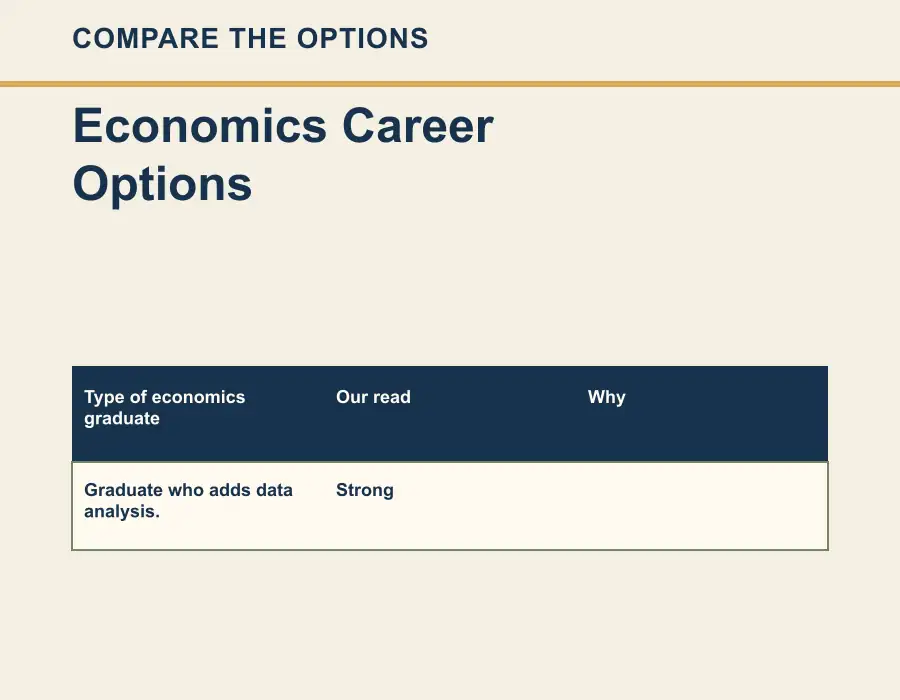 COMPARE THE OPTIONS
Economics Career
Options
Type of economics
graduate
Our read
Why
Graduate who adds data
analysis.
Strong